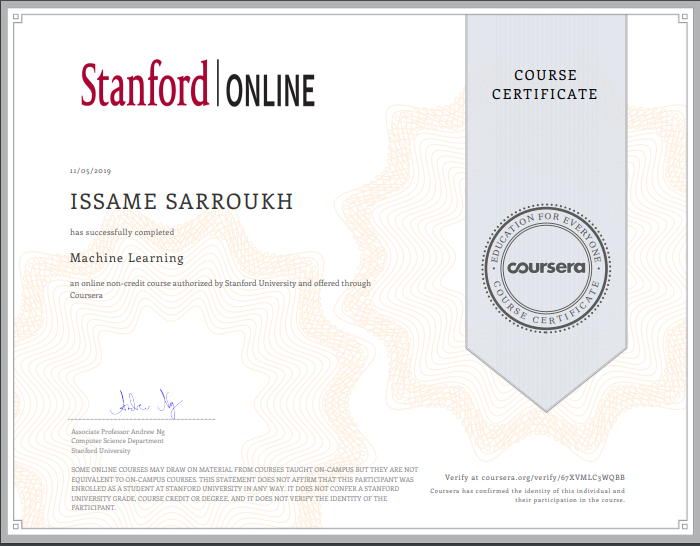 Stanford ONLINE
COURSE
CERTIFICATE
11/05/2019
ISSAME SARROUKH
has successfully completed
Machine Learning
an online non-credit course authorized by Stanford University and offered through
Coursera
EDUCATION FOR EVERYONE
coursera
COURSE CERTIFICATE
Andrew Ng
Associate Professor Andrew Ng
Computer Science Department
Stanford University
SOME ONLINE COURSES MAY DRAW ON MATERIAL FROM COURSES TAUGHT ON-CAMPUS BUT THEY ARE NOT
EQUIVALENT TO ON-CAMPUS COURSES. THIS STATEMENT DOES NOT AFFIRM THAT THIS PARTICIPANT WAS
ENROLLED AS A STUDENT AT STANFORD UNIVERSITY IN ANY WAY. IT DOES NOT CONFER A STANFORD
UNIVERSITY GRADE, COURSE CREDIT OR DEGREE, AND IT DOES NOT VERIFY THE IDENTITY OF THE
PARTICIPANT.
Verify at coursera.org/verify/67XVMLC3WQBB
Coursera has confirmed the identity of this individual and
their participation in the course.